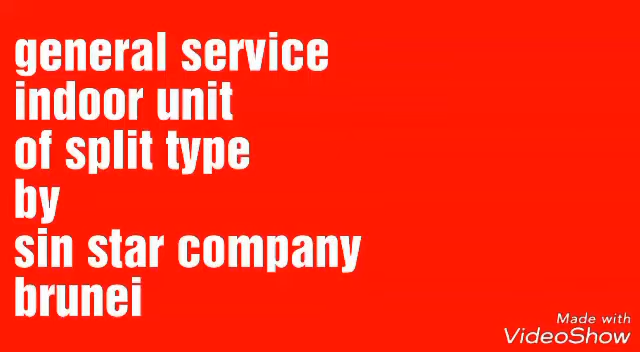 general service
indoor unit
of split type
by
sin star company
brunei
Made with
VideoShow